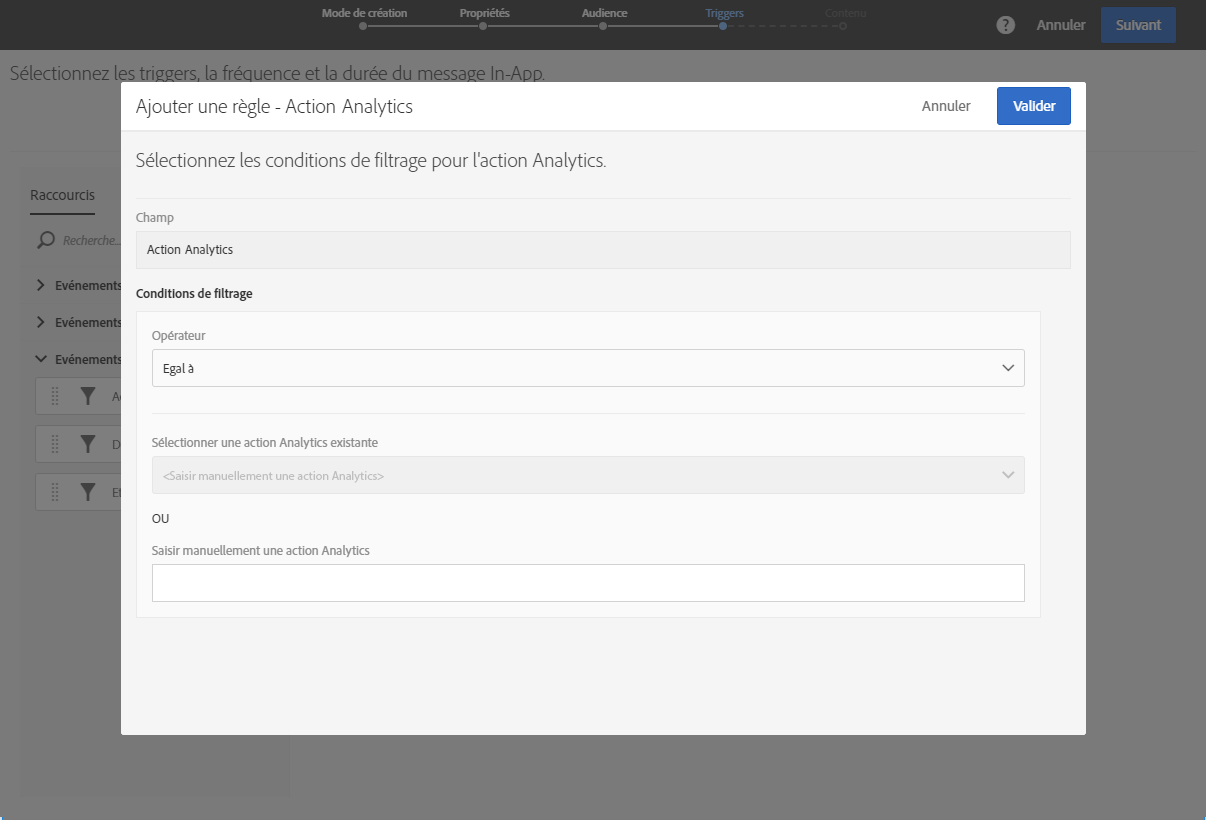 Mode de création
Propriétés
Audience
Triggers
Contenu
?
Annuler
Suivant
Sélectionnez les triggers, la fréquence et la durée du message In-App.
Ajouter une règle - Action Analytics
Annuler
Valider
Sélectionnez les conditions de filtrage pour l'action Analytics.
Raccourcis
Recherche...
Evénements
Evénements
Evénements
Champ
Action Analytics
Conditions de filtrage
Opérateur
Egal à
Sélectionner une action Analytics existante
<Saisir manuellement une action Analytics>
OU
Saisir manuellement une action Analytics